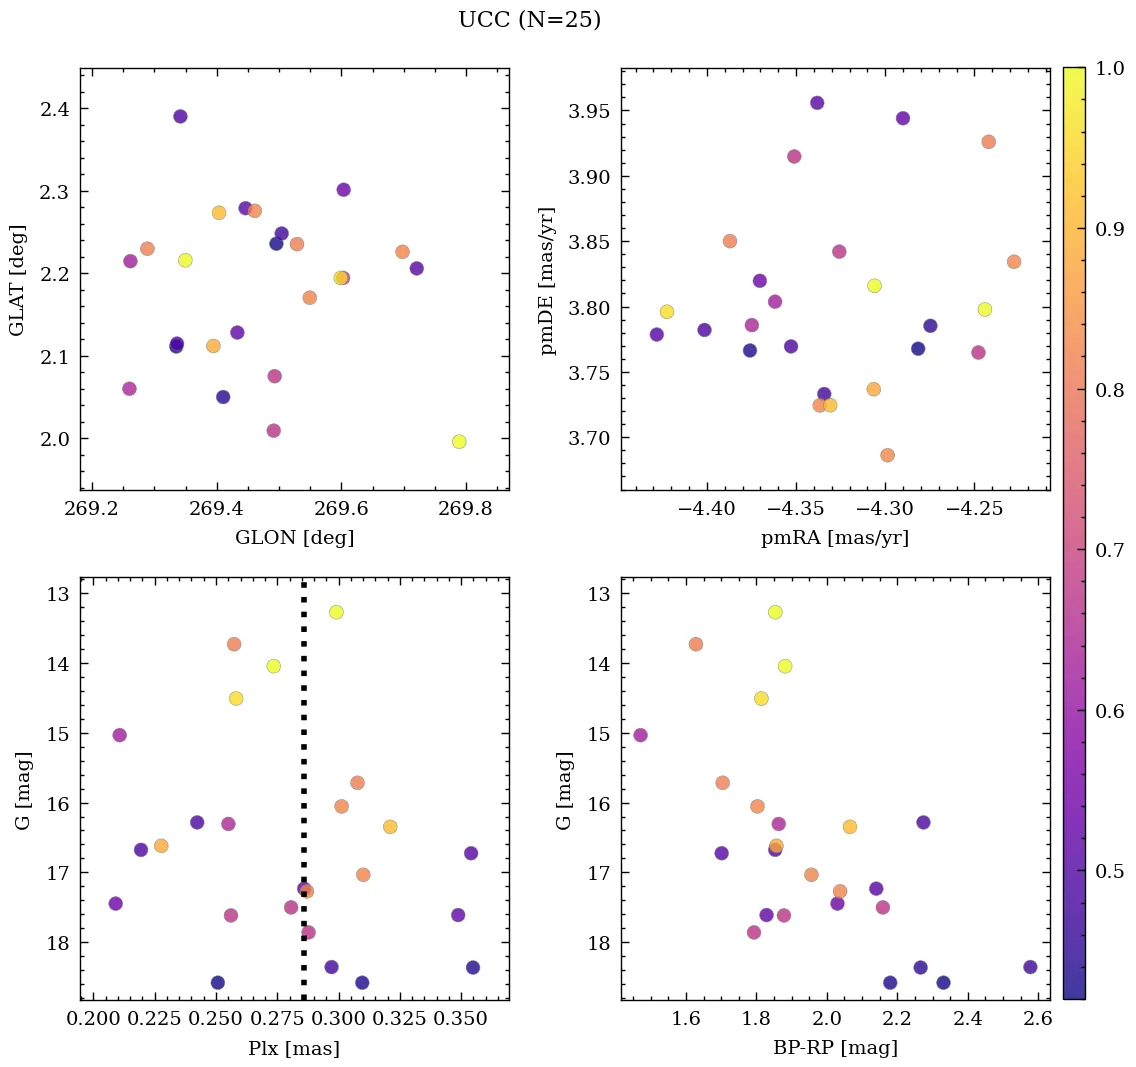 UCC (N=25)
2.4
2.3
2.2
2.1
2.0
GLAT [deg]
269.2 269.4 269.6 269.8
GLON [deg]
3.95
3.90
3.85
3.80
3.75
3.70
pmDE [mas/yr]
−4.40 −4.35 −4.30 −4.25
pmRA [mas/yr]
13
14
15
16
17
18
G [mag]
0.200 0.225 0.250 0.275 0.300 0.325 0.350
Plx [mas]
13
14
15
16
17
18
G [mag]
1.6 1.8 2.0 2.2 2.4 2.6
BP-RP [mag]
1.0
0.9
0.8
0.7
0.6
0.5